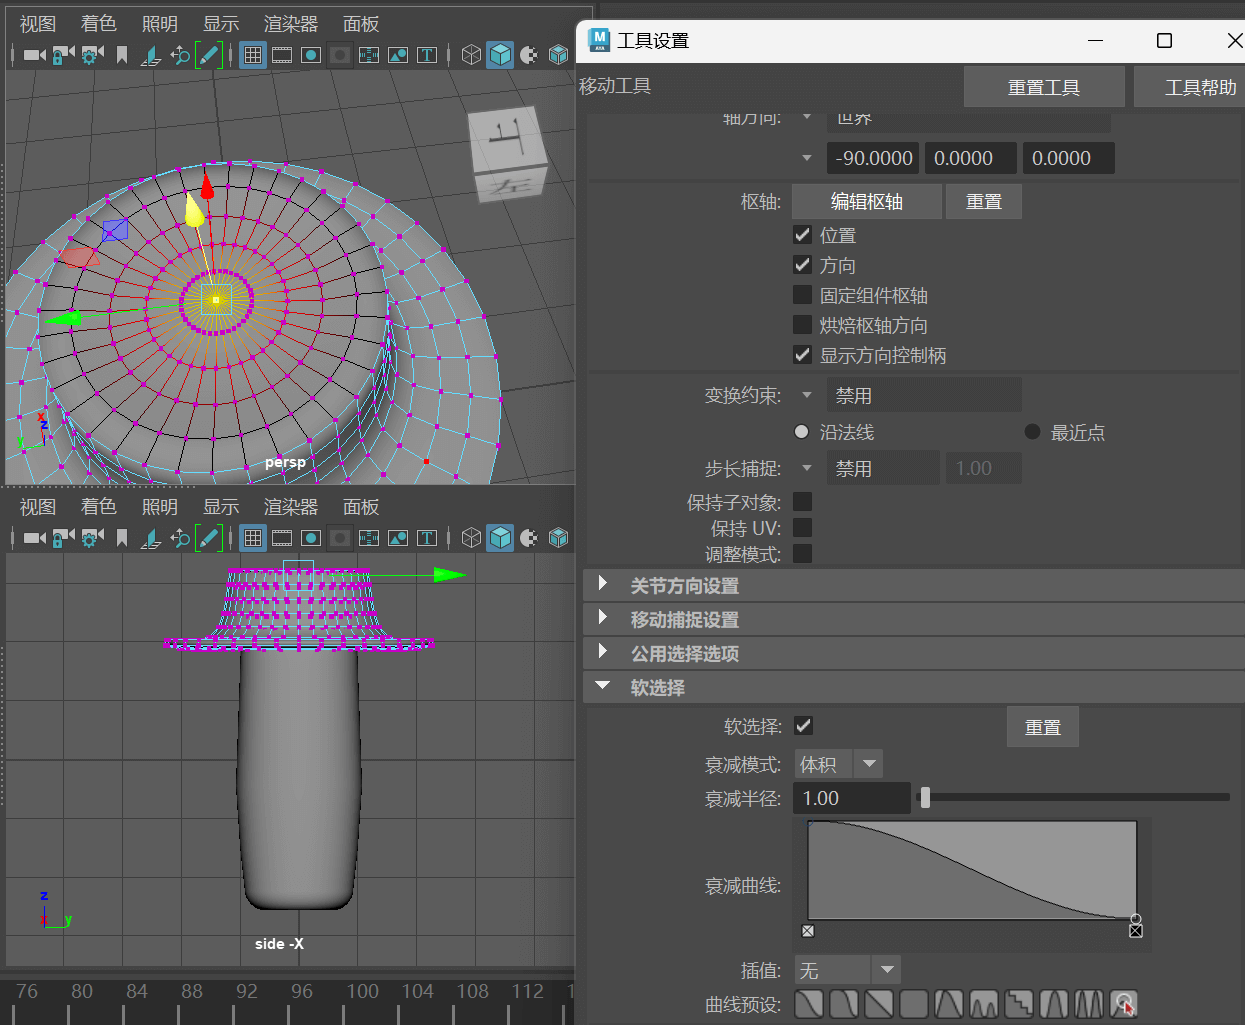 视图 着色 照明 显示 渲染器 面板
上
左
persp
x
z
y
视图 着色 照明 显示 渲染器 面板
z
y
side -X
76 80 84 88 92 96 100 104 108 112
工具设置
移动工具 重置工具 工具帮助
轴方向: 世界
-90.0000 0.0000 0.0000
枢轴: 编辑枢轴 重置
位置
方向
固定组件枢轴
烘焙枢轴方向
显示方向控制柄
变换约束: 禁用
沿法线 最近点
步长捕捉: 禁用 1.00
保持子对象:
保持 UV:
调整模式:
关节方向设置
移动捕捉设置
公用选择选项
软选择
软选择: 重置
衰减模式: 体积
衰减半径: 1.00
衰减曲线:
插值: 无
曲线预设: